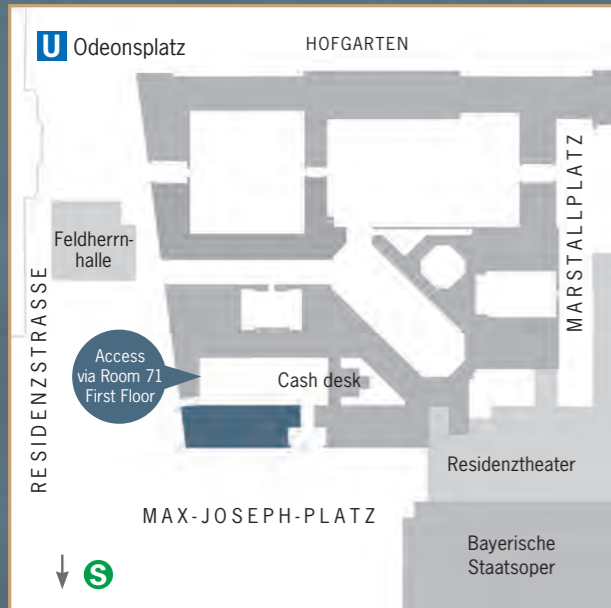 U Odeonsplatz
HOFGARTEN
MARSTALLPLATZ
Feldherrn-
halle
RESIDENZSTRASSE
Access
via Room 71
First Floor
Cash desk
Residenztheater
MAX-JOSEPH-PLATZ
Bayerische
Staatsoper
S